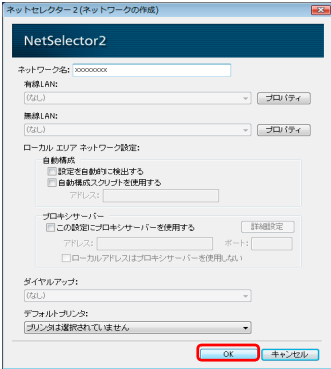 ネットセレクター2(ネットワークの作成)
NetSelector2
ネットワーク名: xxxxxxxxx
有線LAN:
(なし) プロパティ
無線LAN:
(なし) プロパティ
ローカル エリア ネットワーク設定:
自動構成
設定を自動的に検出する
自動構成スクリプトを使用する
アドレス:
プロキシサーバー
この設定にプロキシサーバーを使用する 詳細設定
アドレス: ポート:
ローカルアドレスはプロキシサーバーを使用しない
ダイヤルアップ:
(なし)
デフォルトプリンタ:
プリンタは選択されていません
OK キャンセル